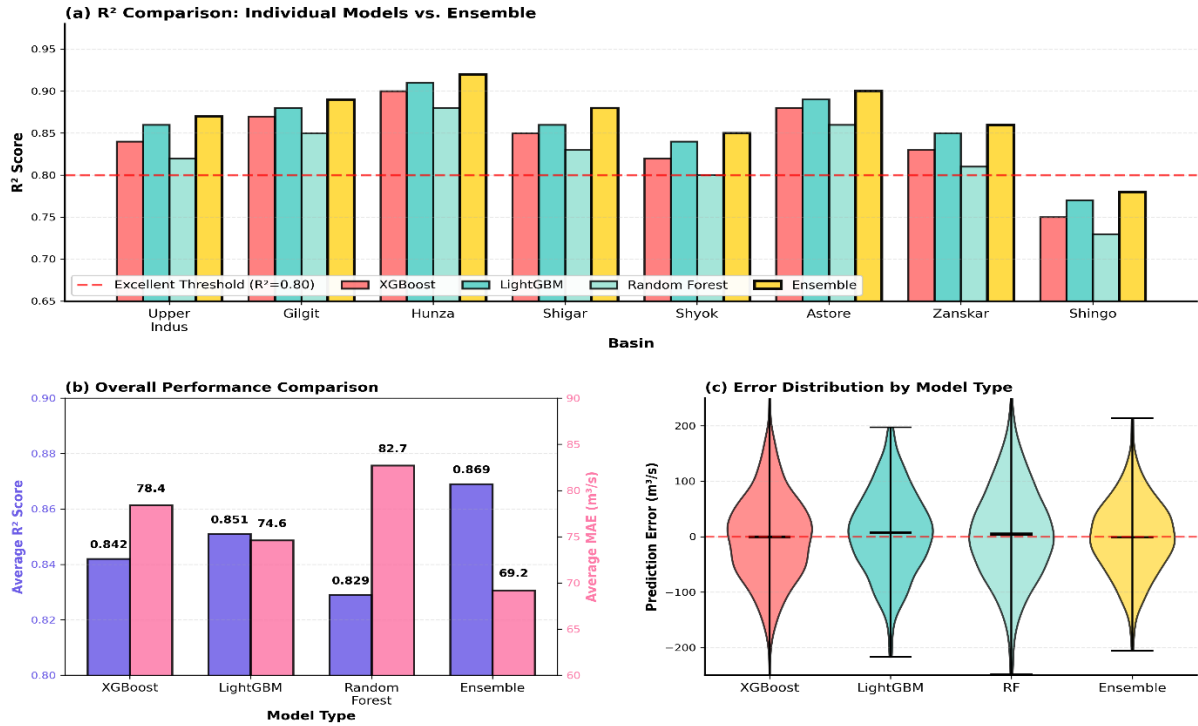 (a) R² Comparison: Individual Models vs. Ensemble
R² Score
0.95
0.90
0.85
0.80
0.75
0.70
0.65
Excellent Threshold (R²=0.80)
XGBoost
LightGBM
Random Forest
Ensemble
Upper
Indus
Gilgit
Hunza
Shigar
Shyok
Astore
Zanskar
Shingo
Basin
(b) Overall Performance Comparison
Average R² Score
0.90
0.88
0.86
0.84
0.82
0.80
0.842
78.4
0.851
74.6
0.829
82.7
0.869
69.2
90
85
80
75
70
65
60
Average MAE (m³/s)
XGBoost
LightGBM
Random
Forest
Ensemble
Model Type
(c) Error Distribution by Model Type
Prediction Error (m³/s)
200
100
0
−100
−200
XGBoost
LightGBM
RF
Ensemble